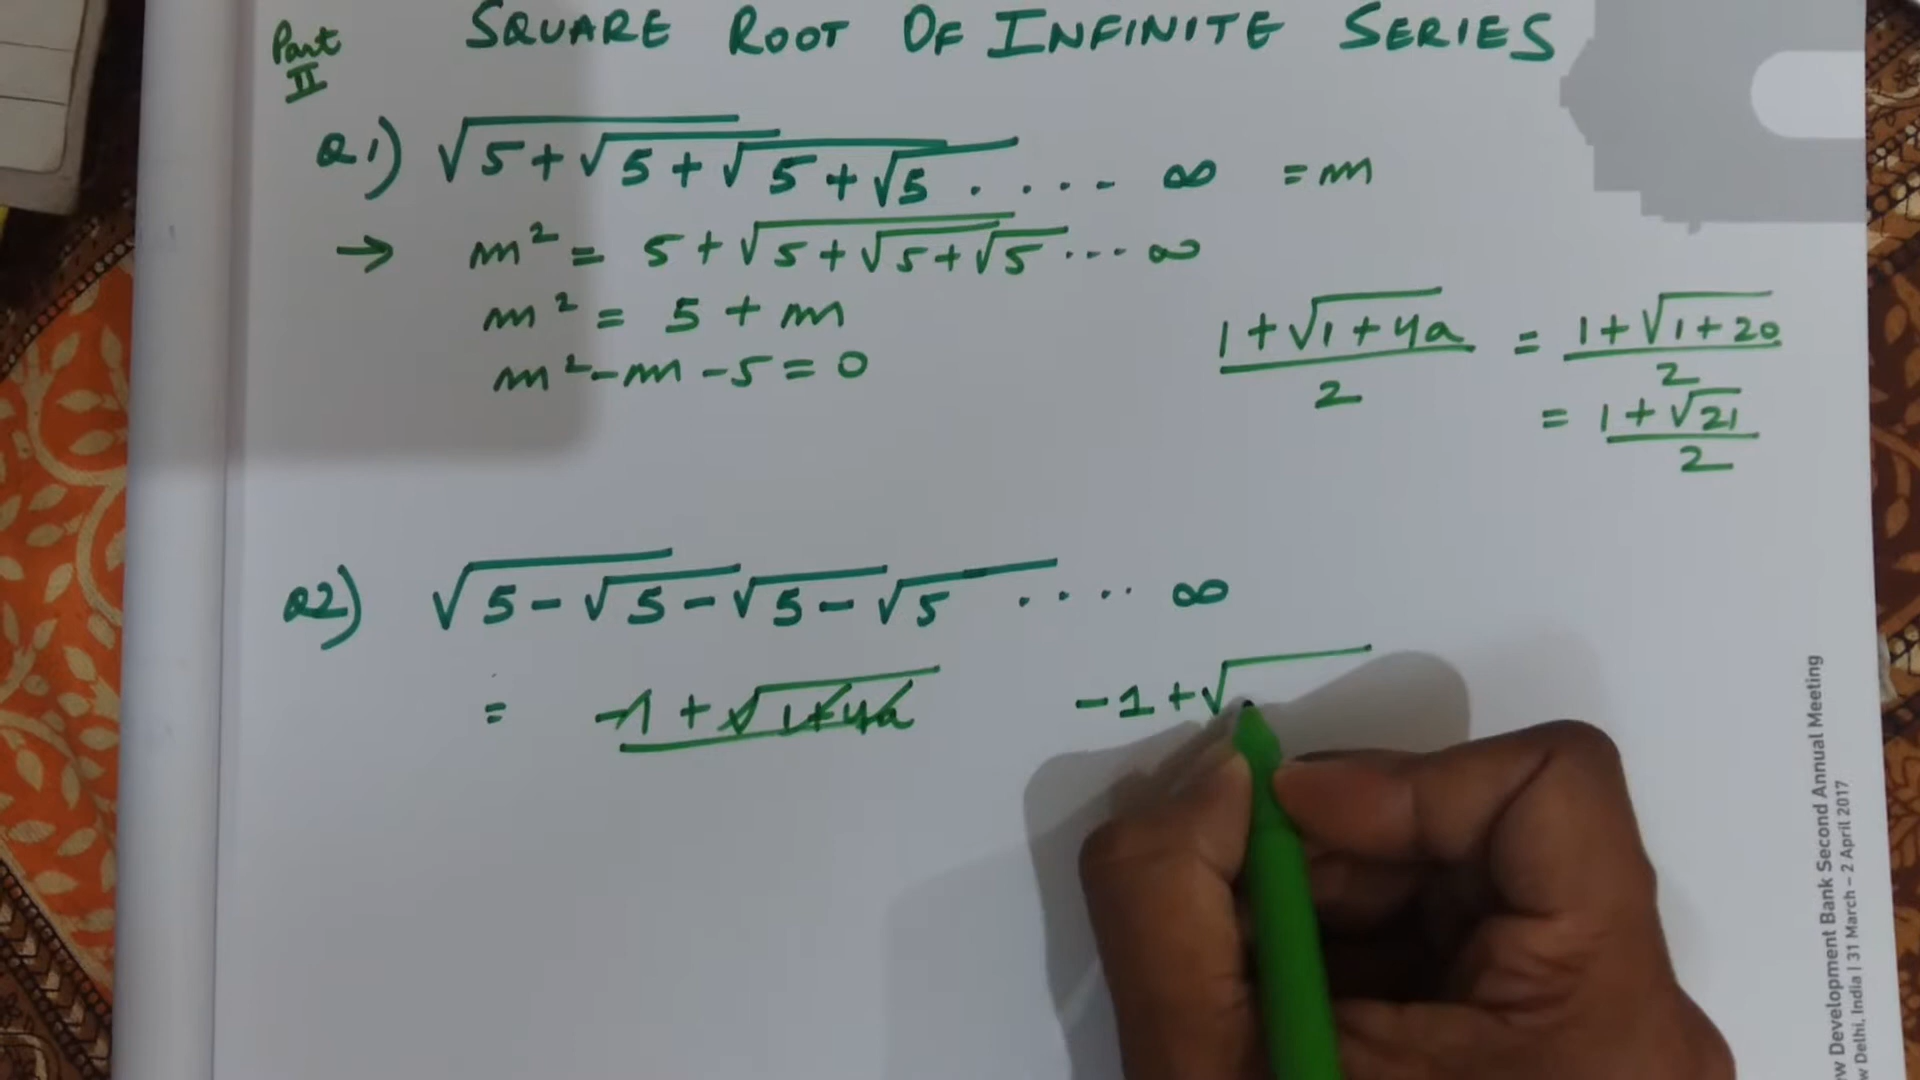 Part II
SQUARE ROOT OF INFINITE SERIES
Q1) √5+√5+√5+√5 . . . . - ∞ = m
→ m² = 5+√5+√5+√5 ... ∞
m² = 5 + m
m² - m - 5 = 0
1+√1+4a / 2 = 1+√1+20 / 2
= 1+√21 / 2
Q2) √5-√5-√5-√5 . . . . ∞
= -1+√1+4a
-1+√
w Development Bank Second Annual Meeting
w Delhi, India | 31 March – 2 April 2017